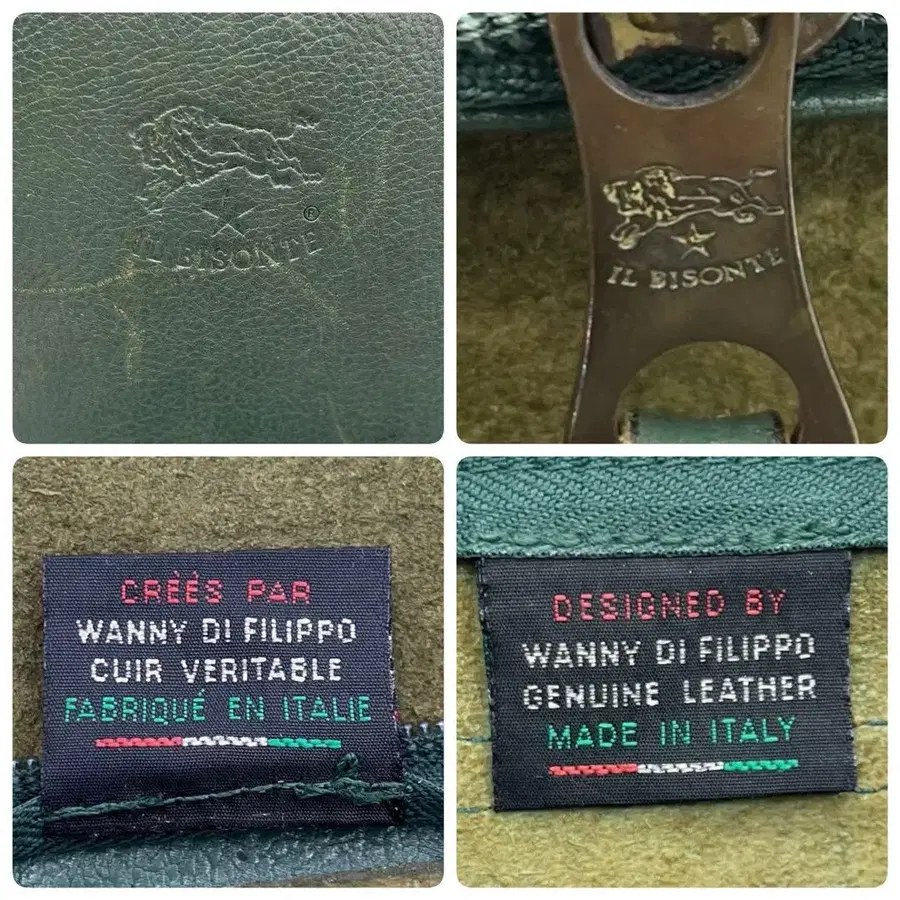 ®
IL BISONTE
IL BISONTE
CRÉÉS PAR
WANNY DI FILIPPO
CUIR VERITABLE
FABRIQUÉ EN ITALIE
DESIGNED BY
WANNY DI FILIPPO
GENUINE LEATHER
MADE IN ITALY